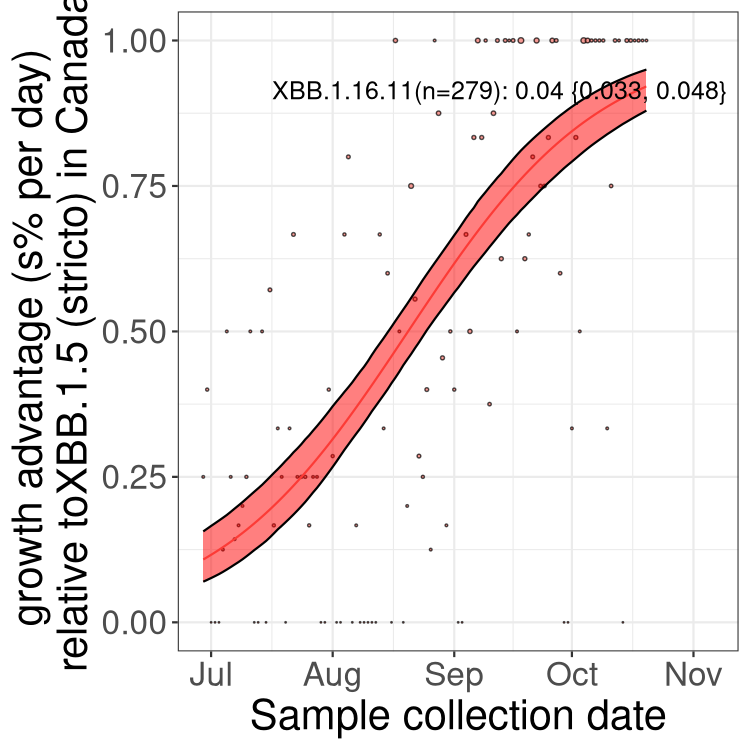 growth advantage (s% per day)
relative toXBB.1.5 (stricto) in Canada
1.00
0.75
0.50
0.25
0.00
XBB.1.16.11(n=279): 0.04 {0.033, 0.048}
Jul Aug Sep Oct Nov
Sample collection date